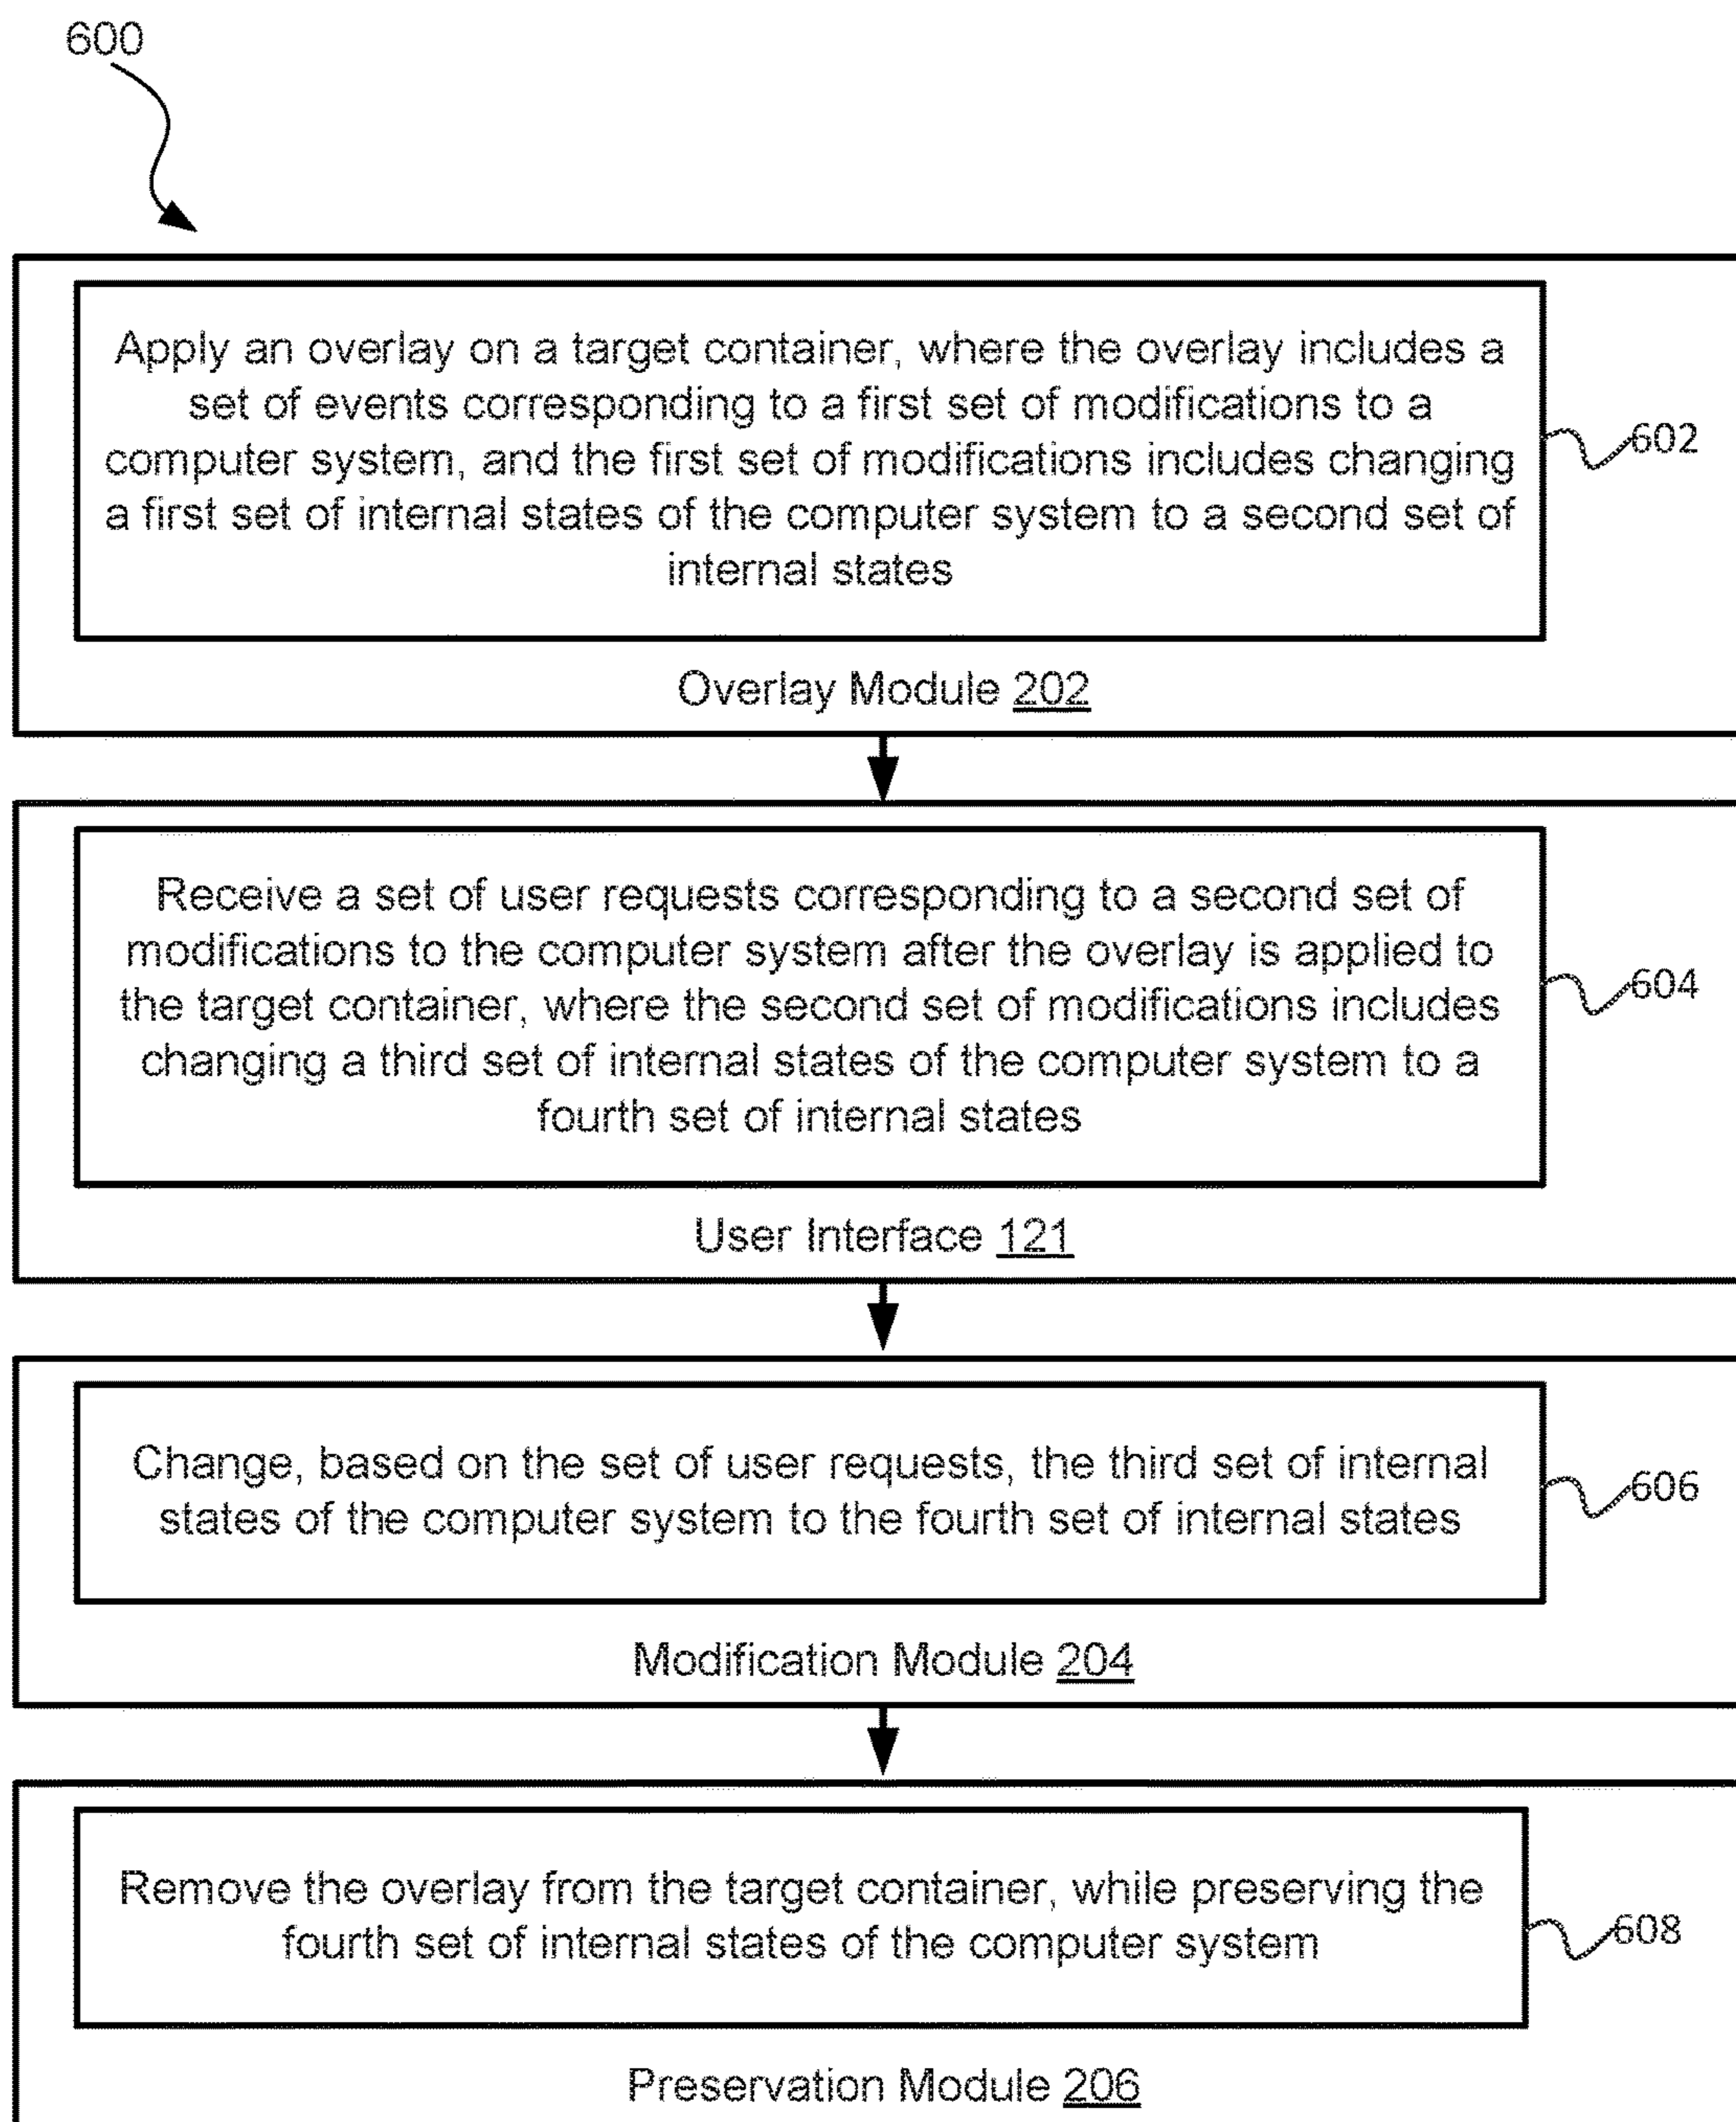 600
Apply an overlay on a target container, where the overlay includes a
set of events corresponding to a first set of modifications to a
computer system, and the first set of modifications includes changing
a first set of internal states of the computer system to a second set of
internal states
602
Overlay Module 202
Receive a set of user requests corresponding to a second set of
modifications to the computer system after the overlay is applied to
the target container, where the second set of modifications includes
changing a third set of internal states of the computer system to a
fourth set of internal states
604
User Interface 121
Change, based on the set of user requests, the third set of internal
states of the computer system to the fourth set of internal states
606
Modification Module 204
Remove the overlay from the target container, while preserving the
fourth set of internal states of the computer system
608
Preservation Module 206